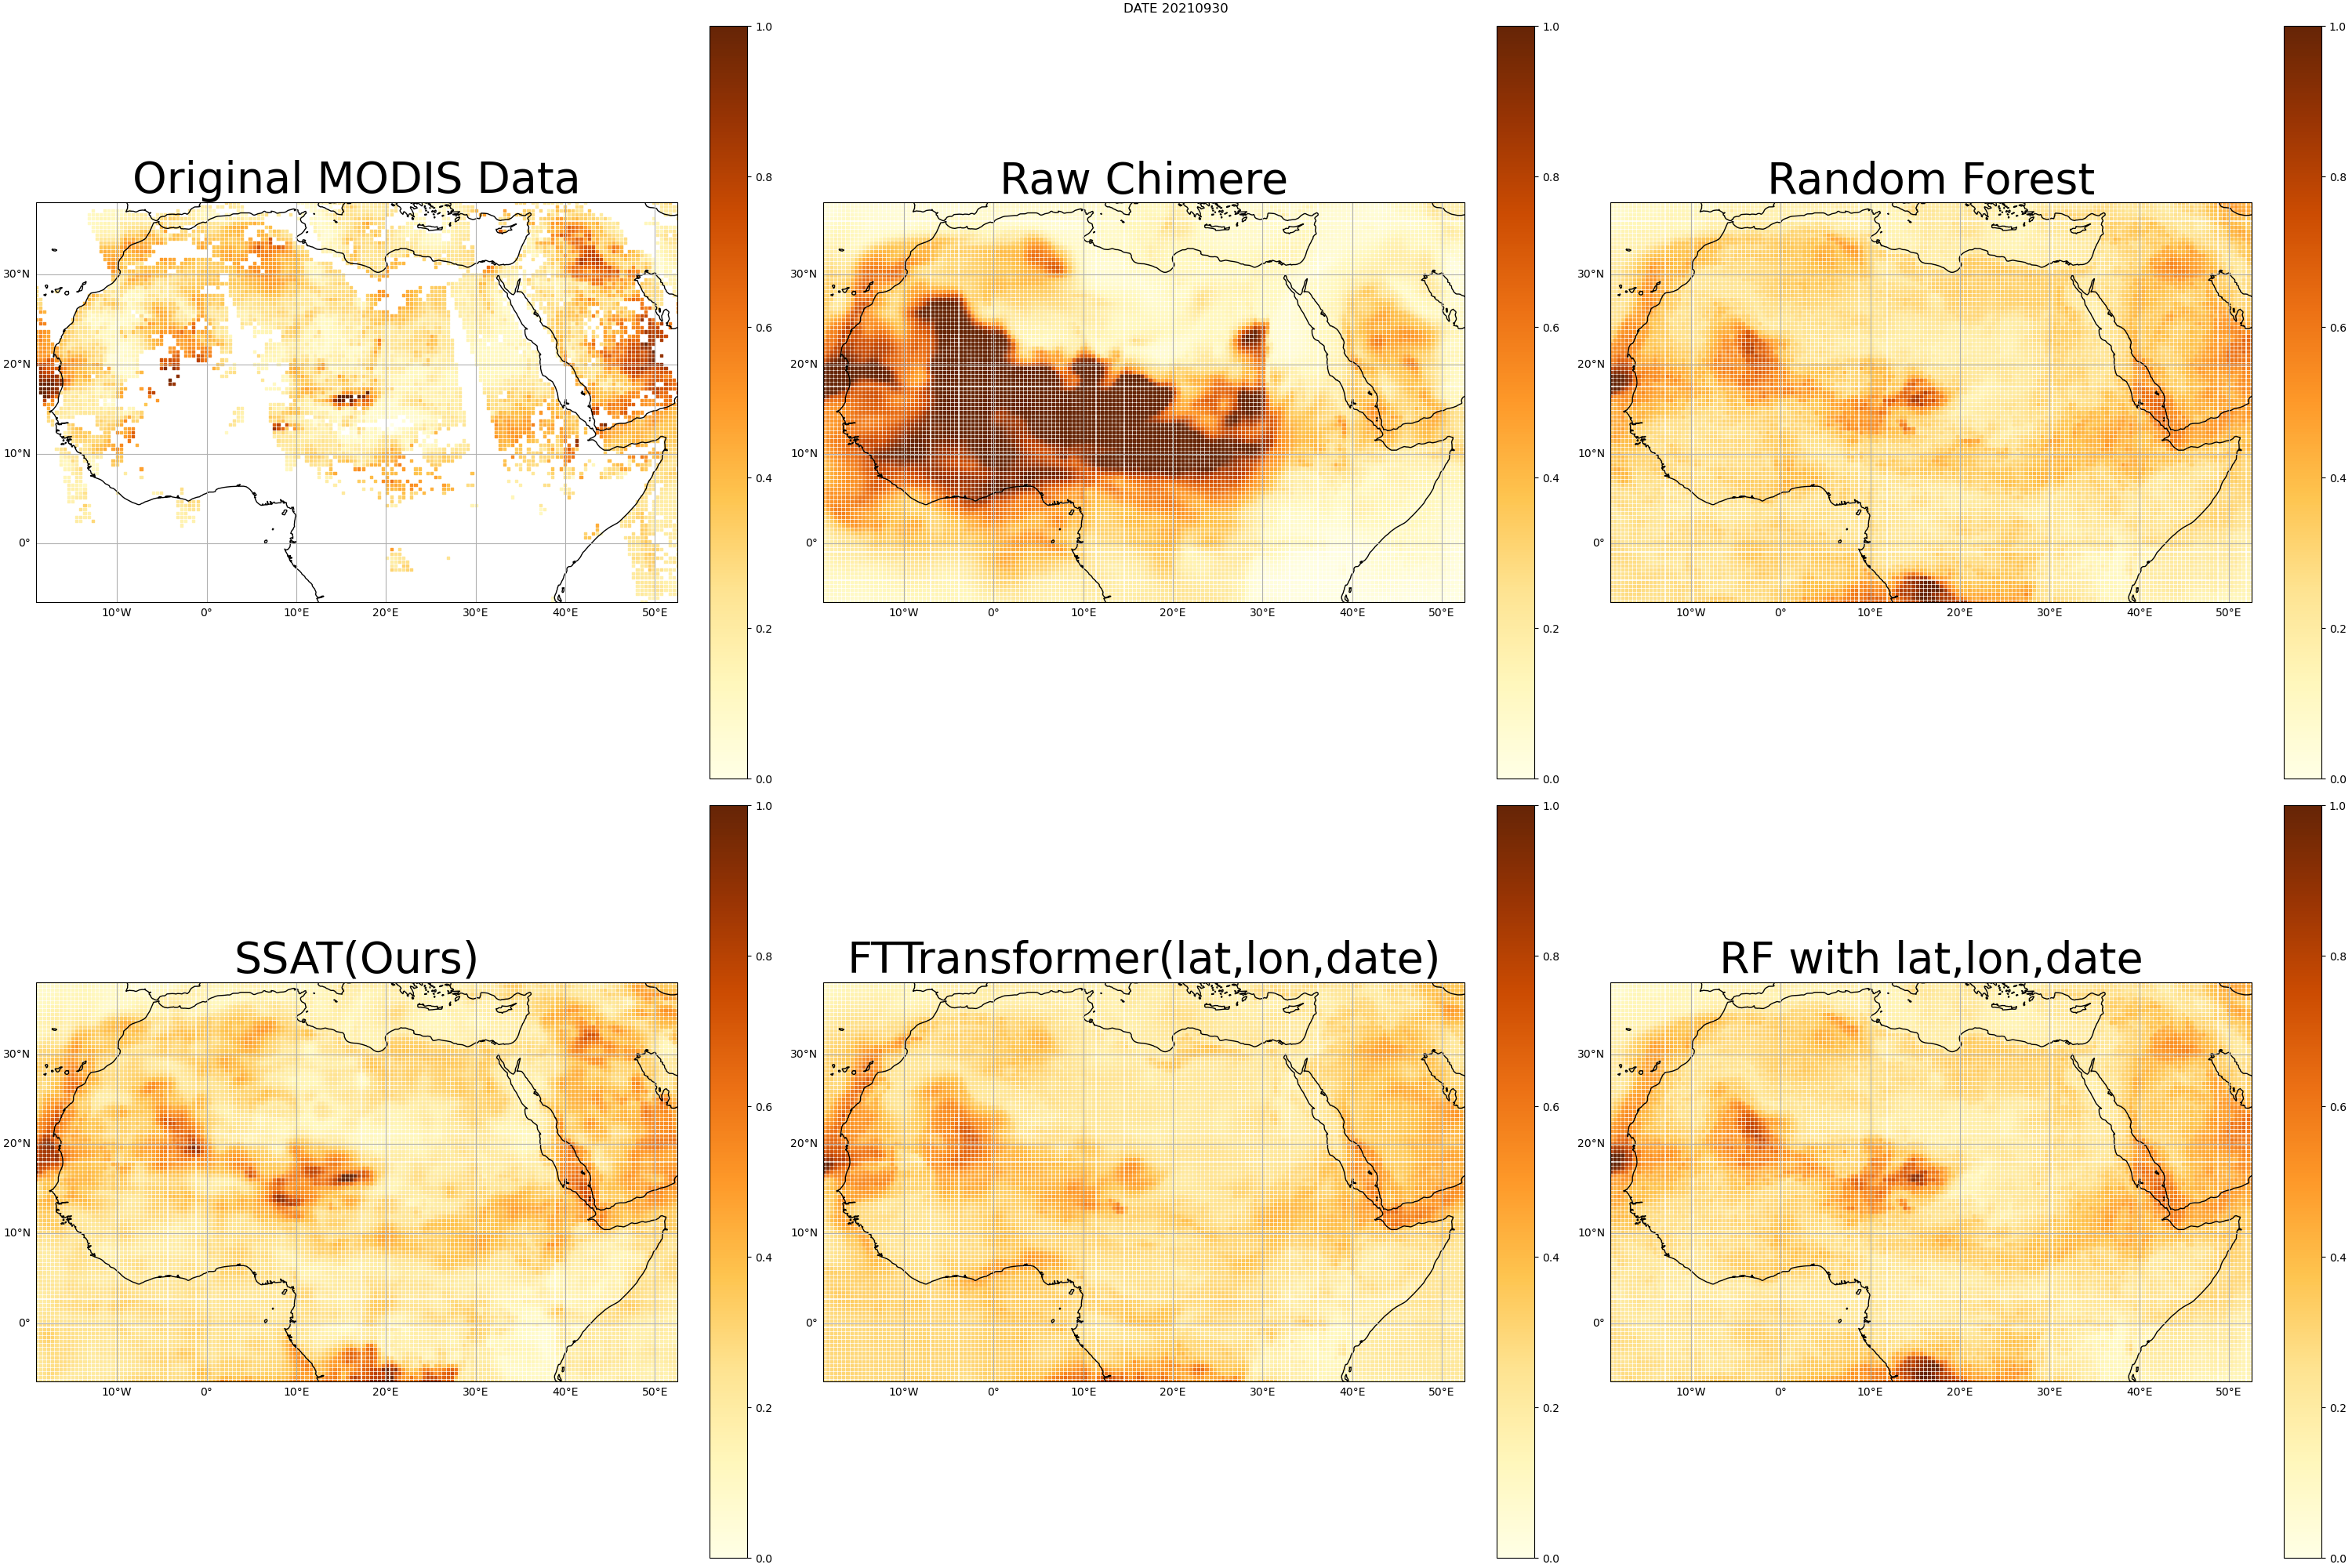 DATE 20210930
Original MODIS Data
30°N
20°N
10°N
0°
10°W
0°
10°E
20°E
30°E
40°E
50°E
1.0
0.8
0.6
0.4
0.2
0.0
Raw Chimere
30°N
20°N
10°N
0°
10°W
0°
10°E
20°E
30°E
40°E
50°E
1.0
0.8
0.6
0.4
0.2
0.0
Random Forest
30°N
20°N
10°N
0°
10°W
0°
10°E
20°E
30°E
40°E
50°E
1.0
0.8
0.6
0.4
0.2
0.0
SSAT(Ours)
30°N
20°N
10°N
0°
10°W
0°
10°E
20°E
30°E
40°E
50°E
1.0
0.8
0.6
0.4
0.2
0.0
FTTransformer(lat,lon,date)
30°N
20°N
10°N
0°
10°W
0°
10°E
20°E
30°E
40°E
50°E
1.0
0.8
0.6
0.4
0.2
0.0
RF with lat,lon,date
30°N
20°N
10°N
0°
10°W
0°
10°E
20°E
30°E
40°E
50°E
1.0
0.8
0.6
0.4
0.2
0.0